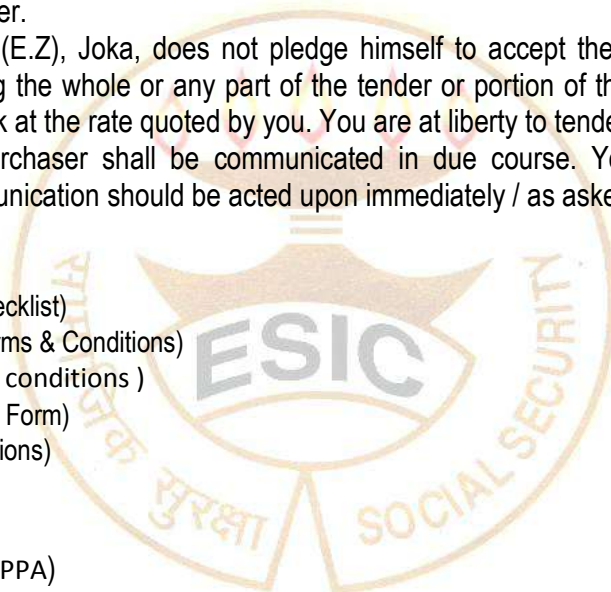 er.
(E.Z), Joka, does not pledge himself to accept the
g the whole or any part of the tender or portion of th
k at the rate quoted by you. You are at liberty to tende
rchaser shall be communicated in due course. Y
unication should be acted upon immediately / as aske
ecklist)
rms & Conditions)
conditions )
Form)
ions)
PPA)
ESIC
सामाजिक सुरक्षा
SOCIAL SECURITY